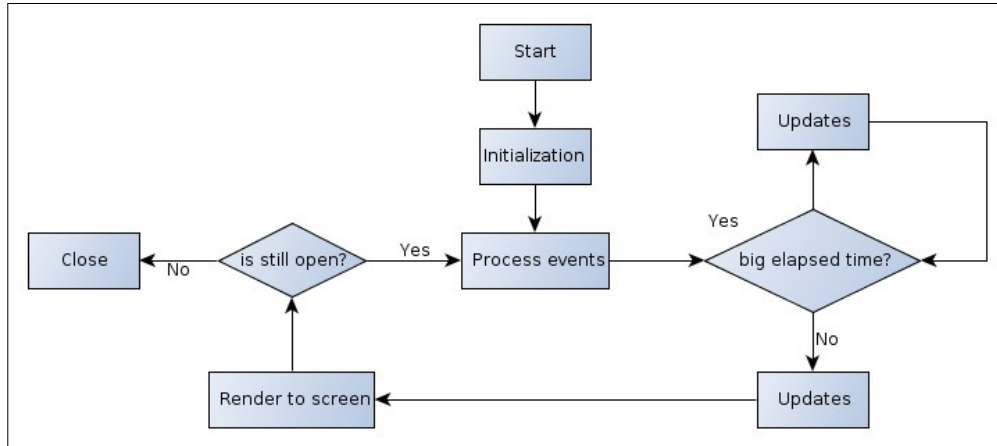 Start
Updates
Initialization
Yes
Close
No
is still open?
Yes
Process events
big elapsed time?
No
Render to screen
Updates